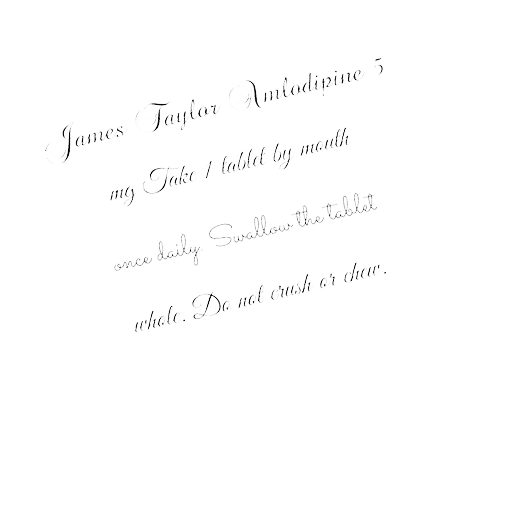 James Taylor Amlodipine 5
mg Take 1 tablet by mouth
once daily Swallow the tablet
whole. Do not crush or chew.